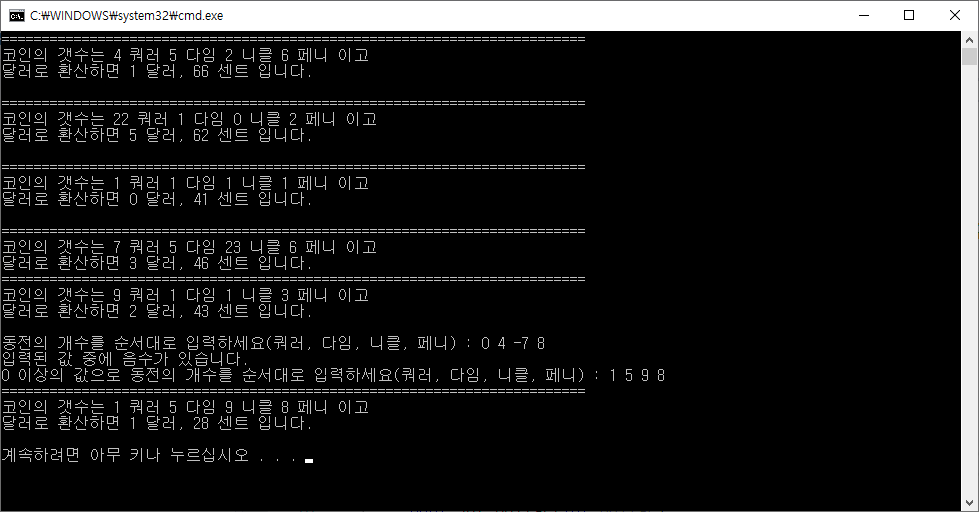 C:\WINDOWS\system32\cmd.exe
=========================================================================
코인의 갯수는 4 쿼러 5 다임 2 니클 6 페니 이고
달러로 환산하면 1 달러, 66 센트 입니다.
=========================================================================
코인의 갯수는 22 쿼러 1 다임 0 니클 2 페니 이고
달러로 환산하면 5 달러, 62 센트 입니다.
=========================================================================
코인의 갯수는 1 쿼러 1 다임 1 니클 1 페니 이고
달러로 환산하면 0 달러, 41 센트 입니다.
=========================================================================
코인의 갯수는 7 쿼러 5 다임 23 니클 6 페니 이고
달러로 환산하면 3 달러, 46 센트 입니다.
=========================================================================
코인의 갯수는 9 쿼러 1 다임 1 니클 3 페니 이고
달러로 환산하면 2 달러, 43 센트 입니다.
동전의 개수를 순서대로 입력하세요(쿼러, 다임, 니클, 페니) : 0 4 -7 8
입력된 값 중에 음수가 있습니다.
0 이상의 값으로 동전의 개수를 순서대로 입력하세요(쿼러, 다임, 니클, 페니) : 1 5 9 8
=========================================================================
코인의 갯수는 1 쿼러 5 다임 9 니클 8 페니 이고
달러로 환산하면 1 달러, 28 센트 입니다.
계속하려면 아무 키나 누르십시오 . . .